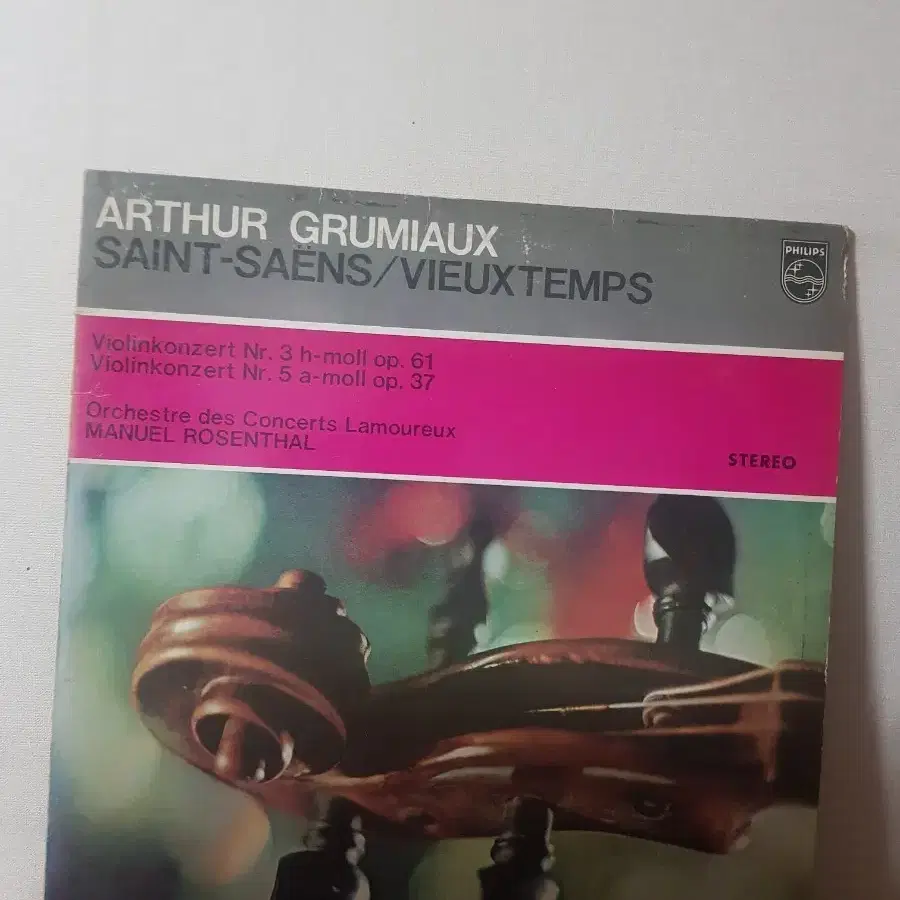 ARTHUR GRUMIAUX
SAINT-SAËNS/VIEUXTEMPS
PHILIPS
Violinkonzert Nr. 3 h-moll op. 61
Violinkonzert Nr. 5 a-moll op. 37
Orchestre des Concerts Lamoureux
MANUEL ROSENTHAL
STEREO